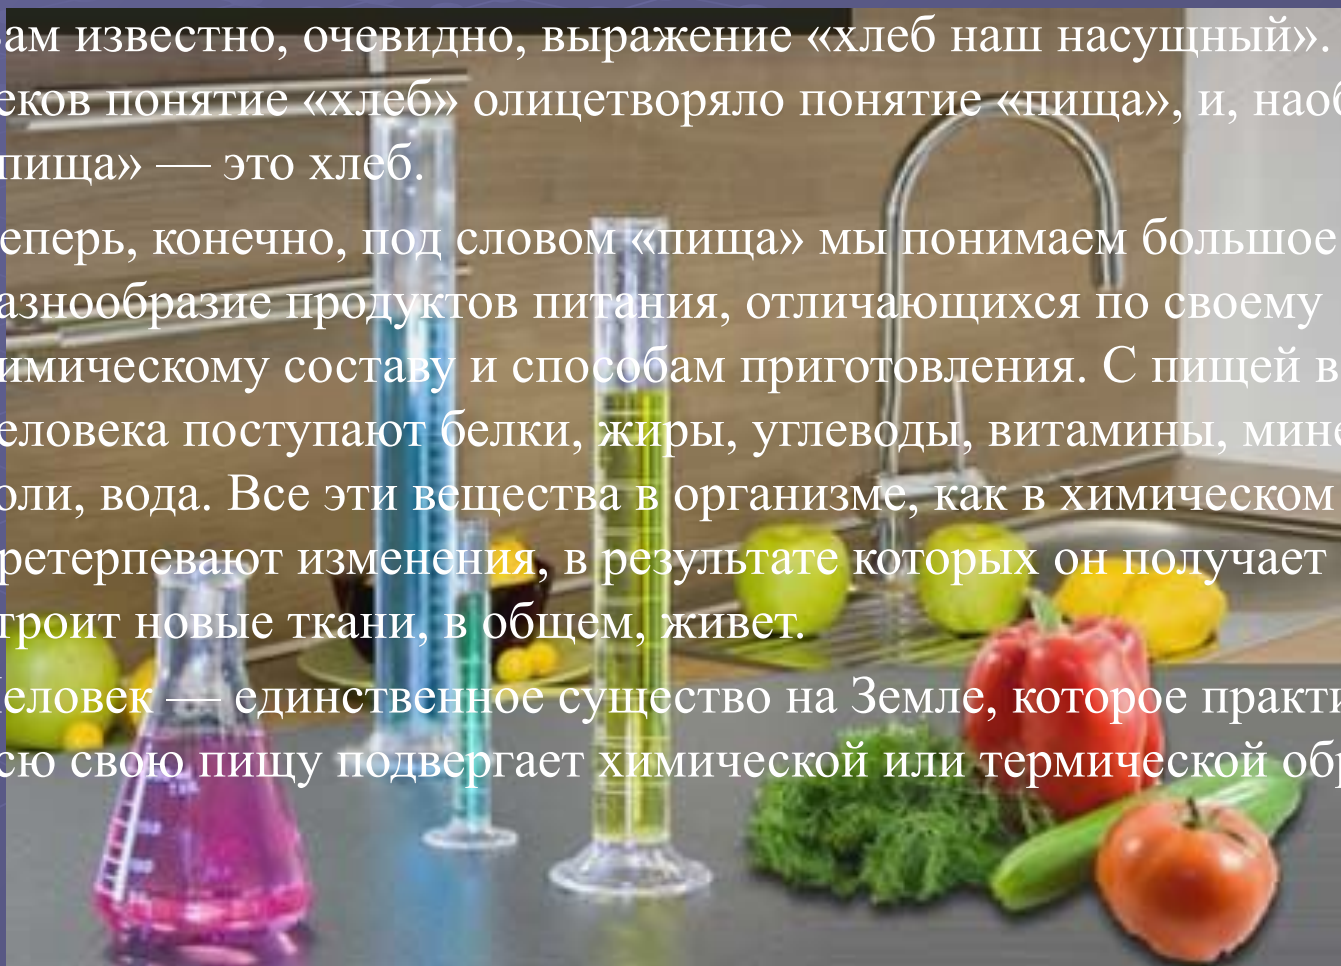 ам известно, очевидно, выражение «хлеб наш насущный».
еков понятие «хлеб» олицетворяло понятие «пища», и, наоб
пища» — это хлеб.
еперь, конечно, под словом «пища» мы понимаем большое
азнообразие продуктов питания, отличающихся по своему
имическому составу и способам приготовления. С пищей в
еловека поступают белки, жиры, углеводы, витамины, мине
оли, вода. Все эти вещества в организме, как в химическом
ретерпевают изменения, в результате которых он получает
троит новые ткани, в общем, живет.
еловек — единственное существо на Земле, которое практи
сю свою пищу подвергает химической или термической обр